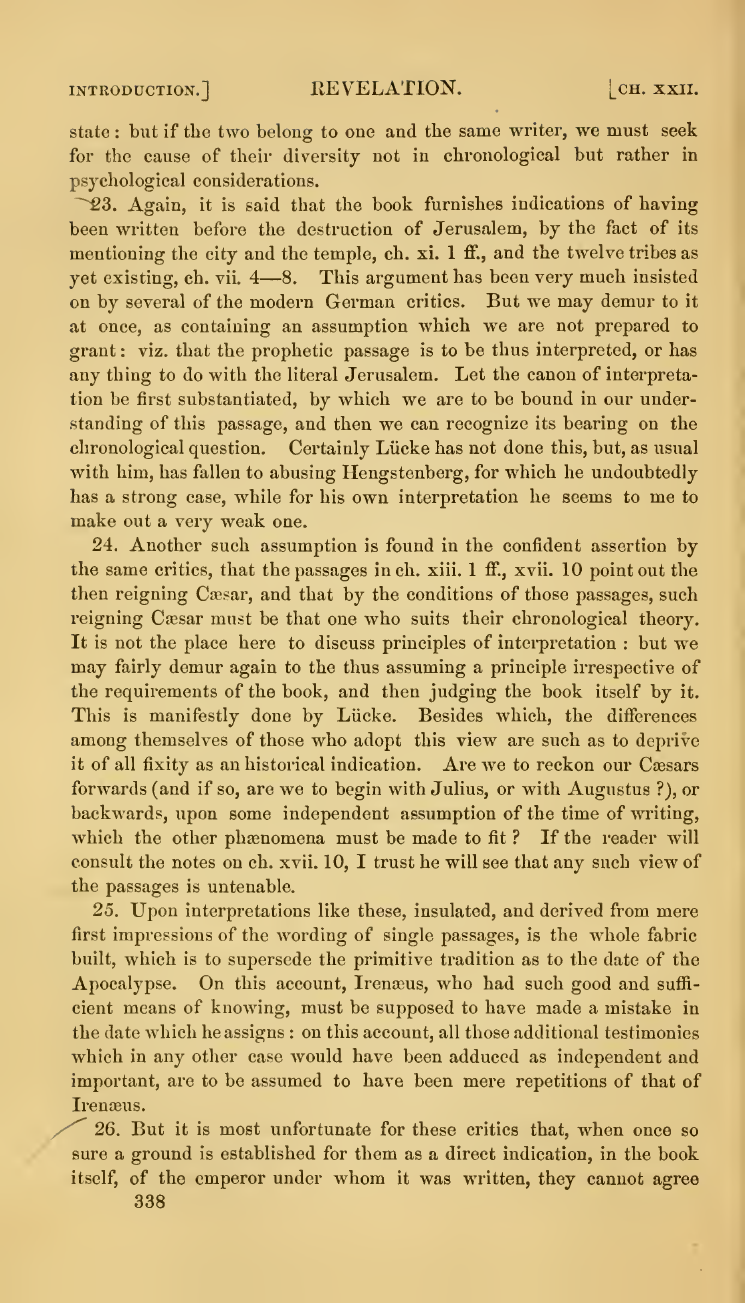 INTRODUCTION.] REVELATION. [CH. XXII.
state : but if the two belong to one and the same writer, we must seek
for the cause of their diversity not in chronological but rather in
psychological considerations.
23. Again, it is said that the book furnishes indications of having
been written before the destruction of Jerusalem, by the fact of its
mentioning the city and the temple, ch. xi. 1 ff., and the twelve tribes as
yet existing, ch. vii. 4—8. This argument has been very much insisted
on by several of the modern German critics. But we may demur to it
at once, as containing an assumption which we are not prepared to
grant : viz. that the prophetic passage is to be thus interpreted, or has
any thing to do with the literal Jerusalem. Let the canon of interpreta-
tion be first substantiated, by which we are to be bound in our under-
standing of this passage, and then we can recognize its bearing on the
chronological question. Certainly Lücke has not done this, but, as usual
with him, has fallen to abusing Hengstenberg, for which he undoubtedly
has a strong case, while for his own interpretation he seems to me to
make out a very weak one.
24. Another such assumption is found in the confident assertion by
the same critics, that the passages in ch. xiii. 1 ff., xvii. 10 point out the
then reigning Cæsar, and that by the conditions of those passages, such
reigning Cæsar must be that one who suits their chronological theory.
It is not the place here to discuss principles of interpretation : but we
may fairly demur again to the thus assuming a principle irrespective of
the requirements of the book, and then judging the book itself by it.
This is manifestly done by Lücke. Besides which, the differences
among themselves of those who adopt this view are such as to deprive
it of all fixity as an historical indication. Are we to reckon our Cæsars
forwards (and if so, are we to begin with Julius, or with Augustus ?), or
backwards, upon some independent assumption of the time of writing,
which the other phænomena must be made to fit ? If the reader will
consult the notes on ch. xvii. 10, I trust he will see that any such view of
the passages is untenable.
25. Upon interpretations like these, insulated, and derived from mere
first impressions of the wording of single passages, is the whole fabric
built, which is to supersede the primitive tradition as to the date of the
Apocalypse. On this account, Irenæus, who had such good and suffi-
cient means of knowing, must be supposed to have made a mistake in
the date which he assigns : on this account, all those additional testimonies
which in any other case would have been adduced as independent and
important, are to be assumed to have been mere repetitions of that of
Irenæus.
26. But it is most unfortunate for these critics that, when once so
sure a ground is established for them as a direct indication, in the book
itself, of the emperor under whom it was written, they cannot agree
338